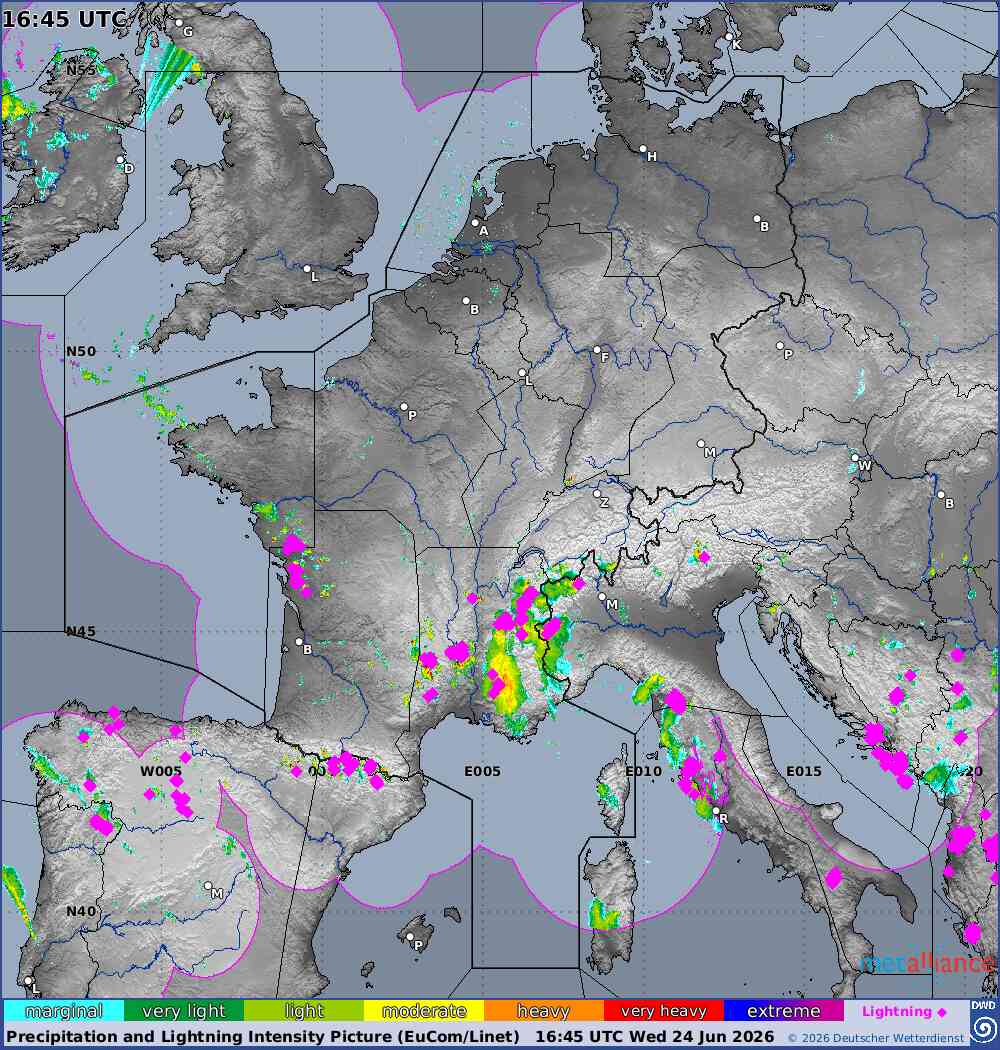 16:45 UTC
G
K
N55
D
H
A
B
L
B
N50
F
P
L
P
M
W
Z
B
M
N45
B
W005
00
E005
E010
E015
20
R
M
N40
P
L
metalliance
marginal very light light moderate heavy very heavy extreme Lightning
DWD
Precipitation and Lightning Intensity Picture (EuCom/Linet) 16:45 UTC Wed 24 Jun 2026 © 2026 Deutscher Wetterdienst